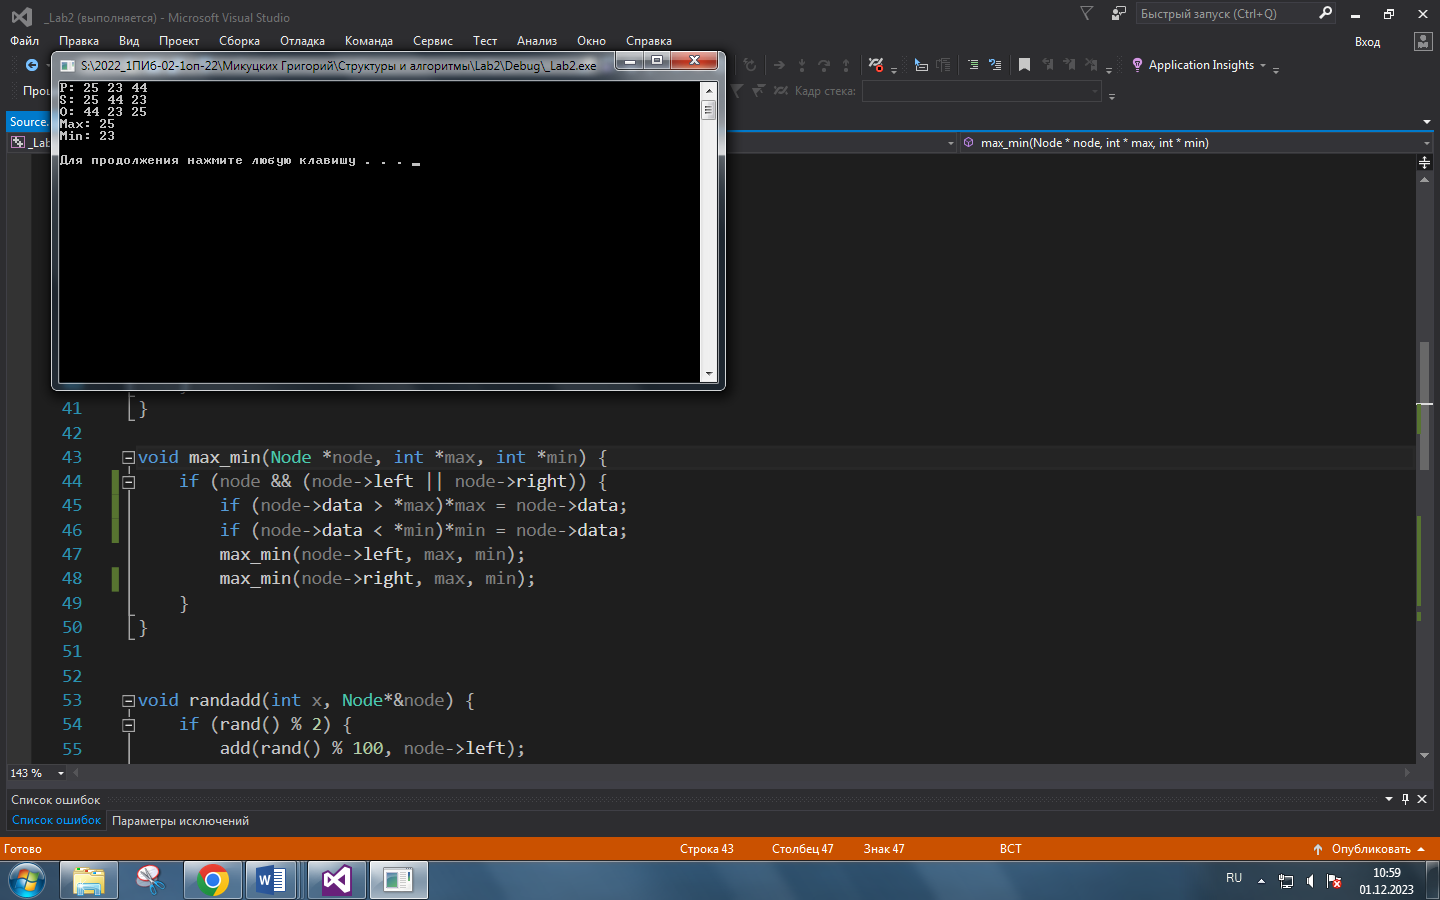 _Lab2 (выполняется) - Microsoft Visual Studio
Быстрый запуск (Ctrl+Q)
Файл Правка Вид Проект Сборка Отладка Команда Сервис Тест Анализ Окно Справка
Вход
S:\2022_1ПИб-02-1оп-22\Микуцких Григорий\Структуры и алгоритмы\Lab2\Debug\_Lab2.exe
Application Insights
Кадр стека:
P: 25 23 44
S: 25 44 23
O: 44 23 25
Max: 25
Min: 23
Для продолжения нажмите любую клавишу . . . _
Source.
max_min(Node * node, int * max, int * min)
41 }
42
43 void max_min(Node *node, int *max, int *min) {
44 if (node && (node->left || node->right)) {
45 if (node->data > *max)*max = node->data;
46 if (node->data < *min)*min = node->data;
47 max_min(node->left, max, min);
48 max_min(node->right, max, min);
49 }
50 }
51
52
53 void randadd(int x, Node*&node) {
54 if (rand() % 2) {
55 add(rand() % 100, node->left);
143 %
Список ошибок
Список ошибок Параметры исключений
Готово Строка 43 Столбец 47 Знак 47 ВСТ Опубликовать
RU 10:59
01.12.2023